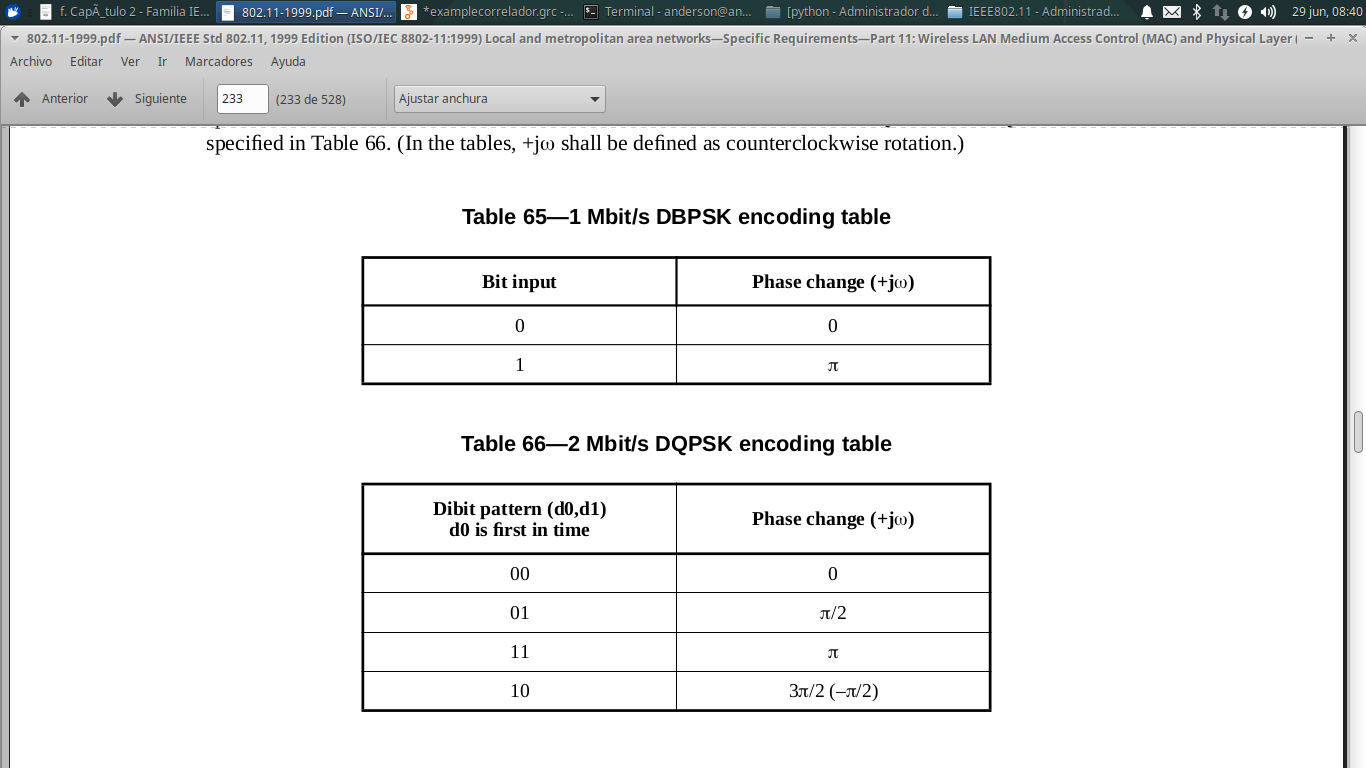 f. CapÃ_tulo 2 - Familia IE... 802.11-1999.pdf — ANSI/... *examplecorrelador.grc -... Terminal - anderson@an... [python - Administrador d... IEEE802.11 - Administrad... 29 jun, 08:40
802.11-1999.pdf — ANSI/IEEE Std 802.11, 1999 Edition (ISO/IEC 8802-11:1999) Local and metropolitan area networks—Specific Requirements—Part 11: Wireless LAN Medium Access Control (MAC) and Physical Layer (
Archivo Editar Ver Ir Marcadores Ayuda
Anterior Siguiente 233 (233 de 528) Ajustar anchura
specified in Table 66. (In the tables, +jω shall be defined as counterclockwise rotation.)
Table 65—1 Mbit/s DBPSK encoding table
Bit input Phase change (+jω)
0 0
1 π
Table 66—2 Mbit/s DQPSK encoding table
Dibit pattern (d0,d1)
d0 is first in time Phase change (+jω)
00 0
01 π/2
11 π
10 3π/2 (–π/2)